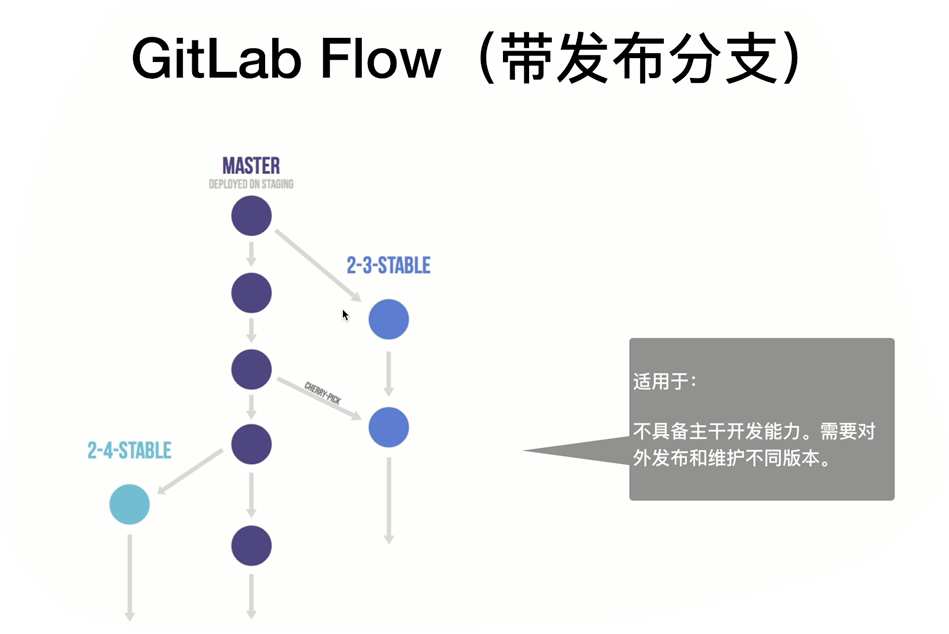 GitLab Flow（带发布分支）
MASTER
DEPLOYED ON STAGING
2-3-STABLE
CHERRY-PICK
2-4-STABLE
适用于：
不具备主干开发能力。需要对
外发布和维护不同版本。